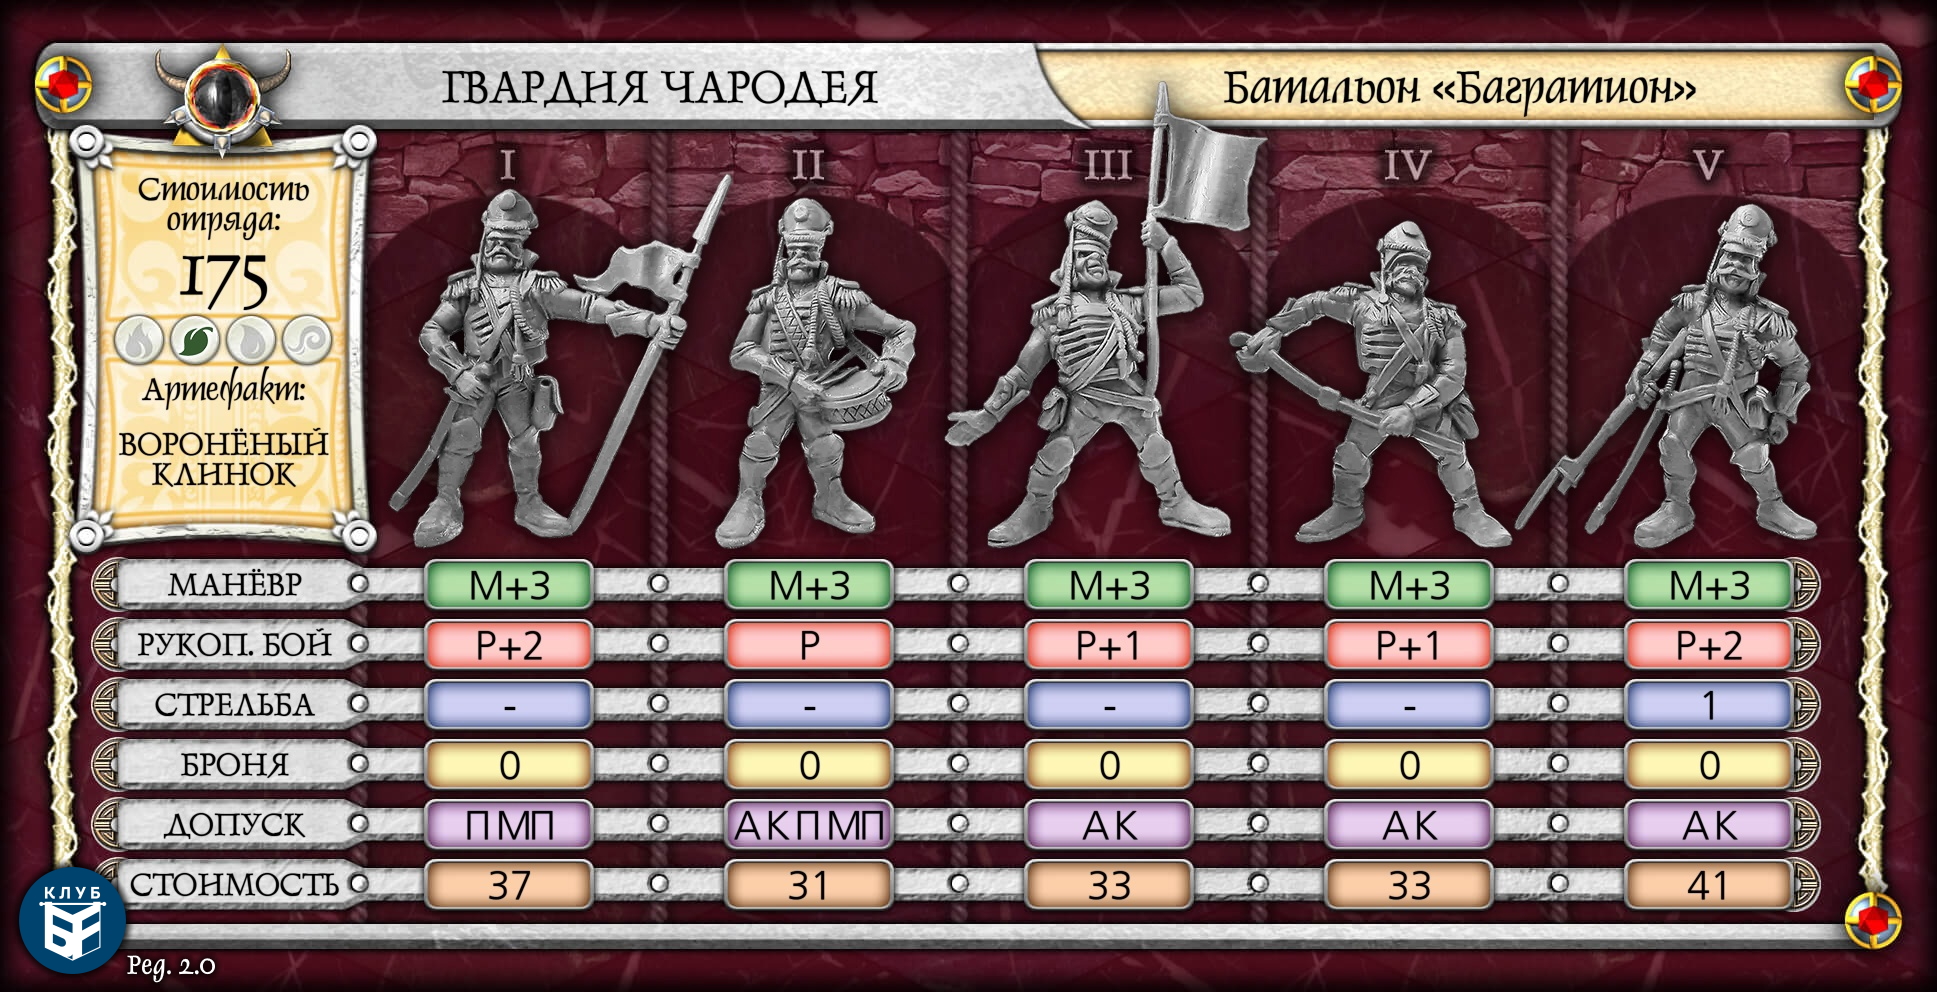 ГВАРДИЯ ЧАРОДЕЯ
Батальон «Багратион»
Стоимость
отряда:
175
Артефакт:
ВОРОНЁНЫЙ
КЛИНОК
I II III IV V
МАНЁВР M+3 M+3 M+3 M+3 M+3
РУКОП. БОЙ P+2 P P+1 P+1 P+2
СТРЕЛЬБА - - - - 1
БРОНЯ 0 0 0 0 0
ДОПУСК ПМП АКПМП АК АК АК
СТОИМОСТЬ 37 31 33 33 41
КЛУБ
БФ
Ред. 2.0